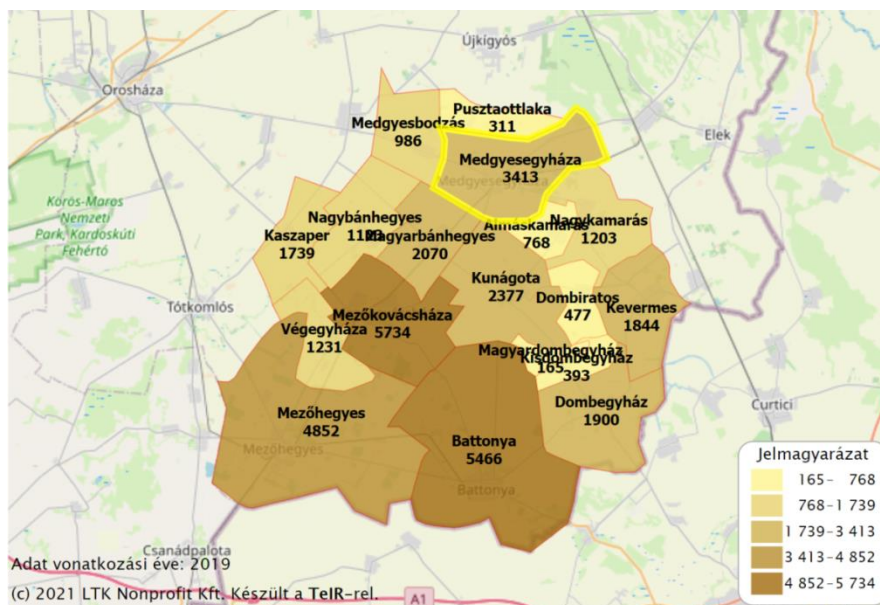 Újkígyós
Orosháza
Pusztaottlaka
311
Medgyesbodzás
986
Elek
Medgyesegyháza
3413
Medgyesegyháza
Körös-Maros
Nemzeti
Park, Kardoskúti
Fehértó
Nagybánhegyes
Kaszaper
1739
Magyarbánhegyes
2070
Almáskamarás
768
Nagykamarás
1203
Kunágota
2377
Dombiratos
477
Kevermes
1844
Tótkomlós
Mezőkovácsháza
5734
Végegyháza
1231
Magyardombegyház
165
Kisdombegyház
393
Dombegyház
1900
Curtici
Mezőhegyes
4852
Mezőhegyes
Battonya
5466
Battonya
Jelmagyarázat
165 - 768
768-1 739
1 739-3 413
3 413-4 852
4 852-5 734
Csanádpalota
Adat vonatkozási éve: 2019
(c) 2021 LTK Nonprofit Kft. Készült a TeIR-rel.
A1